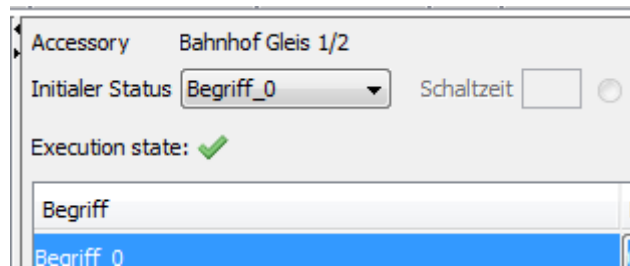 Accessory Bahnhof Gleis 1/2
Initialer Status Begriff_0 Schaltzeit
Execution state:
Begriff
Begriff_0